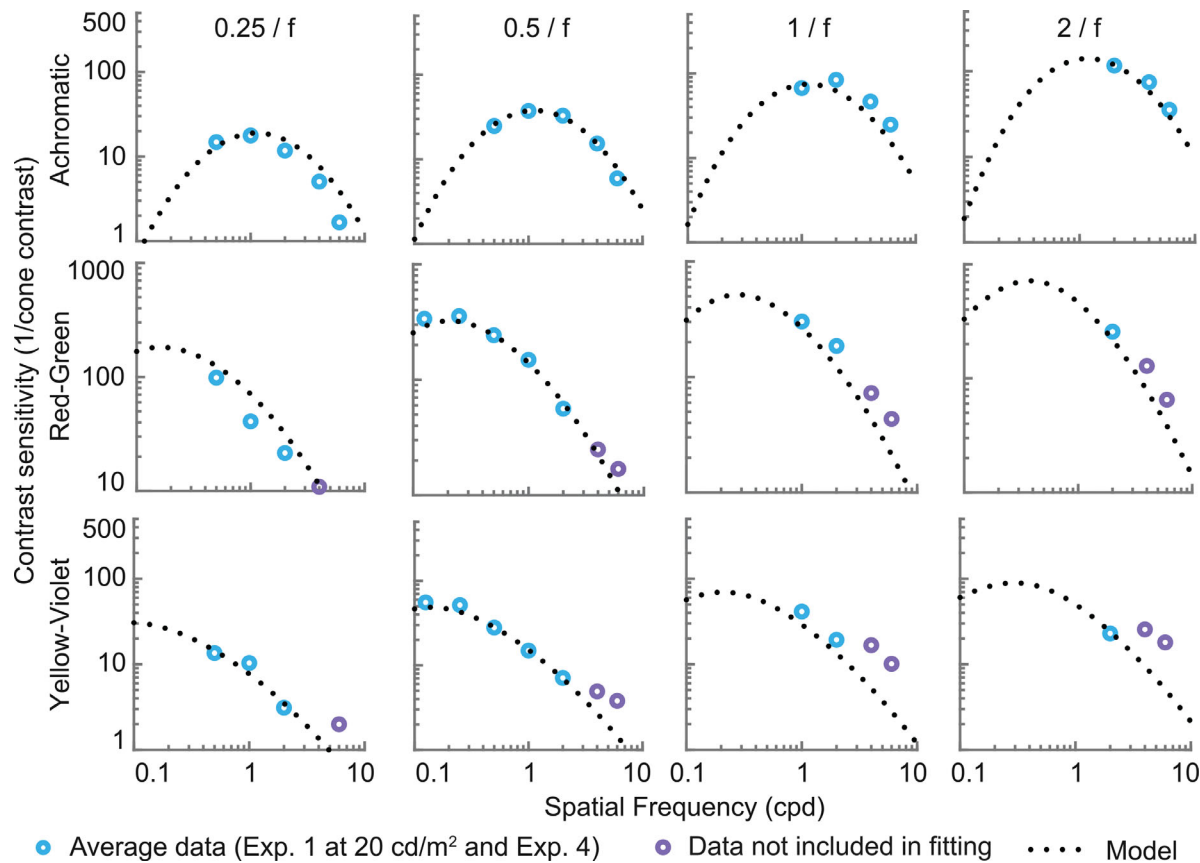 0.25 / f 0.5 / f 1 / f 2 / f
Contrast sensitivity (1/cone contrast)
Achromatic
500
100
10
1
Red-Green
1000
100
10
Yellow-Violet
500
100
10
1
0.1 1 10 0.1 1 10 0.1 1 10 0.1 1 10
Spatial Frequency (cpd)
Average data (Exp. 1 at 20 cd/m² and Exp. 4) Data not included in fitting Model